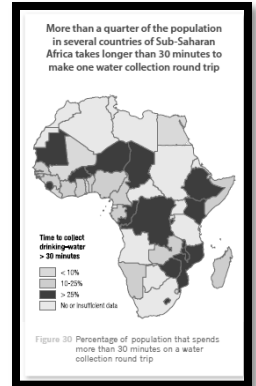 More than a quarter of the population
in several countries of Sub-Saharan
Africa takes longer than 30 minutes to
make one water collection round trip
Time to collect
drinking-water
> 30 minutes
< 10%
10-25%
> 25%
No or insufficient data
Figure 30 Percentage of population that spends
more than 30 minutes on a water
collection round trip